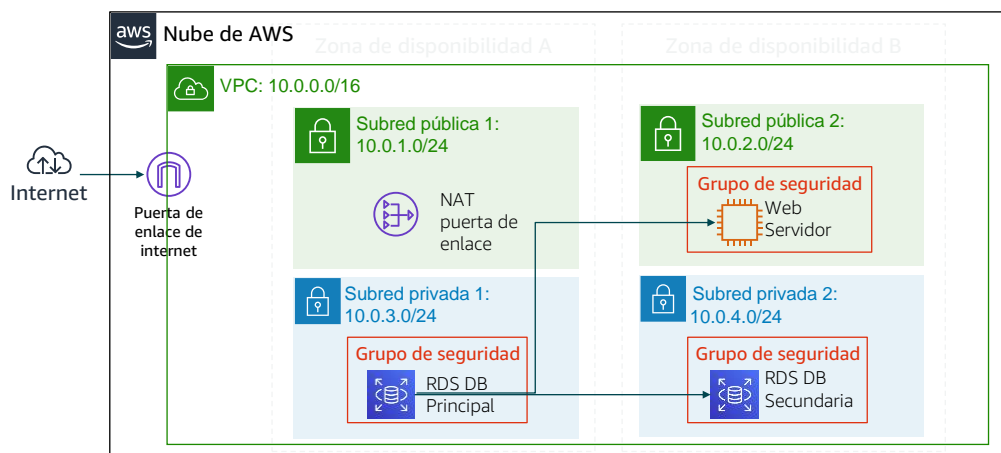 aws
Nube de AWS
Zona de disponibilidad A
Zona de disponibilidad B
VPC: 10.0.0.0/16
Subred pública 1:
10.0.1.0/24
Subred pública 2:
10.0.2.0/24
Grupo de seguridad
Web
Servidor
NAT
puerta de
enlace
Internet
Puerta de
enlace de
internet
Subred privada 1:
10.0.3.0/24
Subred privada 2:
10.0.4.0/24
Grupo de seguridad
RDS DB
Principal
Grupo de seguridad
RDS DB
Secundaria